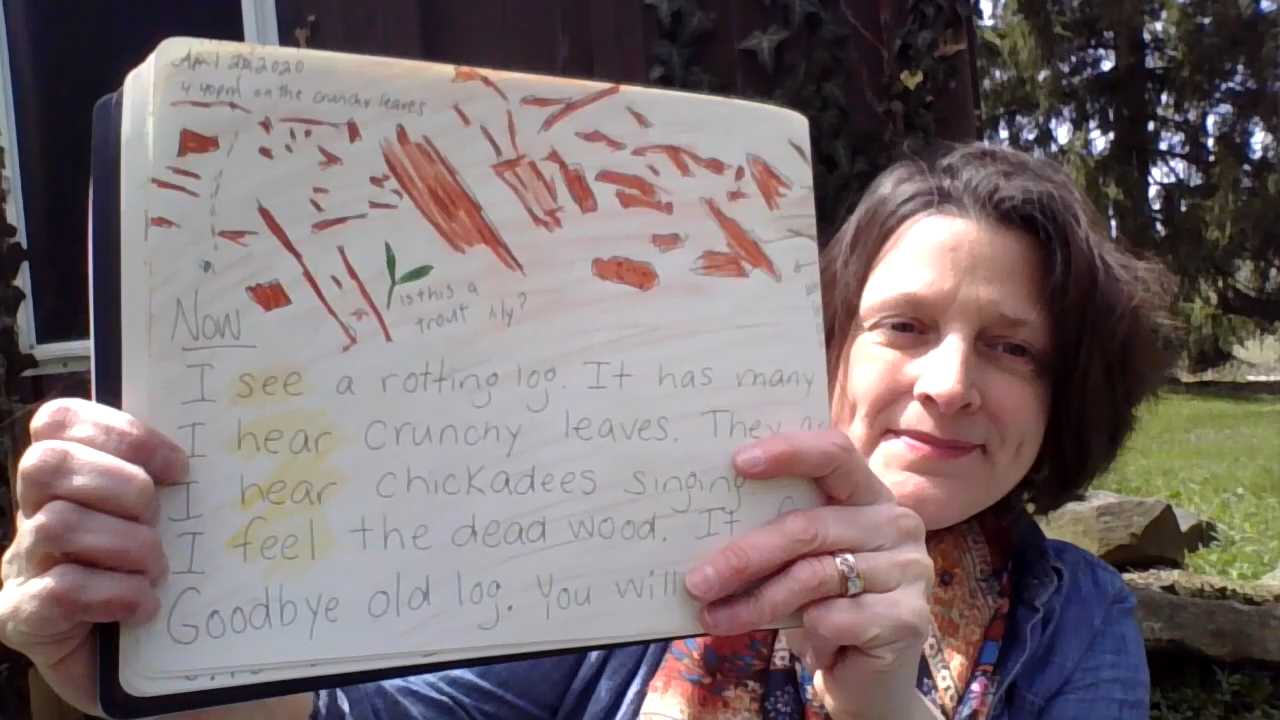 April 2020
4 40pm on the crunchy leaves
is this a
trout lily?
Now
I see a rotting log. It has many
I hear crunchy leaves. They
I hear chickadees singing
I feel the dead wood. It
Goodbye old log. You will